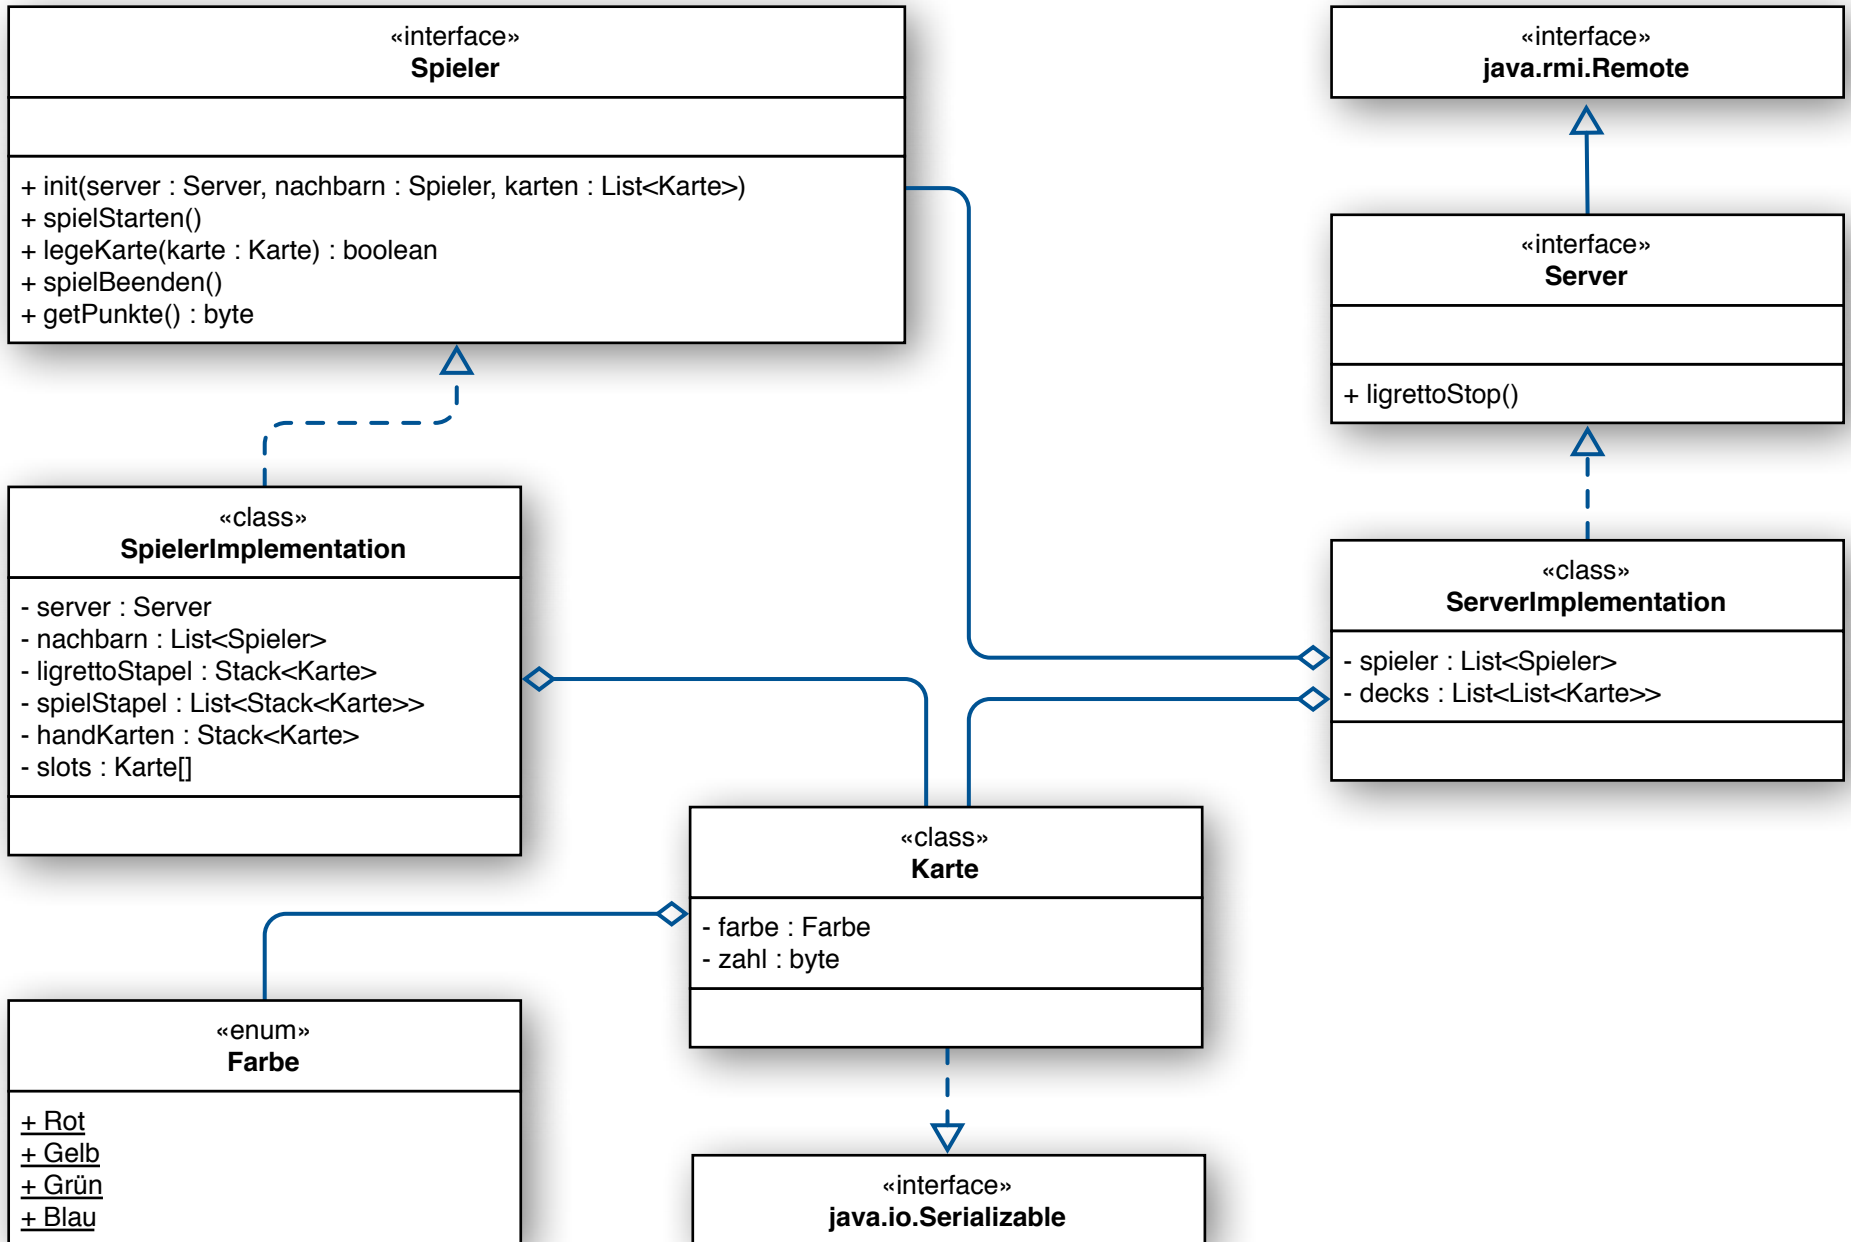 «interface»
Spieler
+ init(server : Server, nachbarn : Spieler, karten : List<Karte>)
+ spielStarten()
+ legeKarte(karte : Karte) : boolean
+ spielBeenden()
+ getPunkte() : byte
«interface»
java.rmi.Remote
«interface»
Server
+ ligrettoStop()
«class»
SpielerImplementation
- server : Server
- nachbarn : List<Spieler>
- ligrettoStapel : Stack<Karte>
- spielStapel : List<Stack<Karte>>
- handKarten : Stack<Karte>
- slots : Karte[]
«class»
ServerImplementation
- spieler : List<Spieler>
- decks : List<List<Karte>>
«class»
Karte
- farbe : Farbe
- zahl : byte
«enum»
Farbe
+ Rot
+ Gelb
+ Grün
+ Blau
«interface»
java.io.Serializable